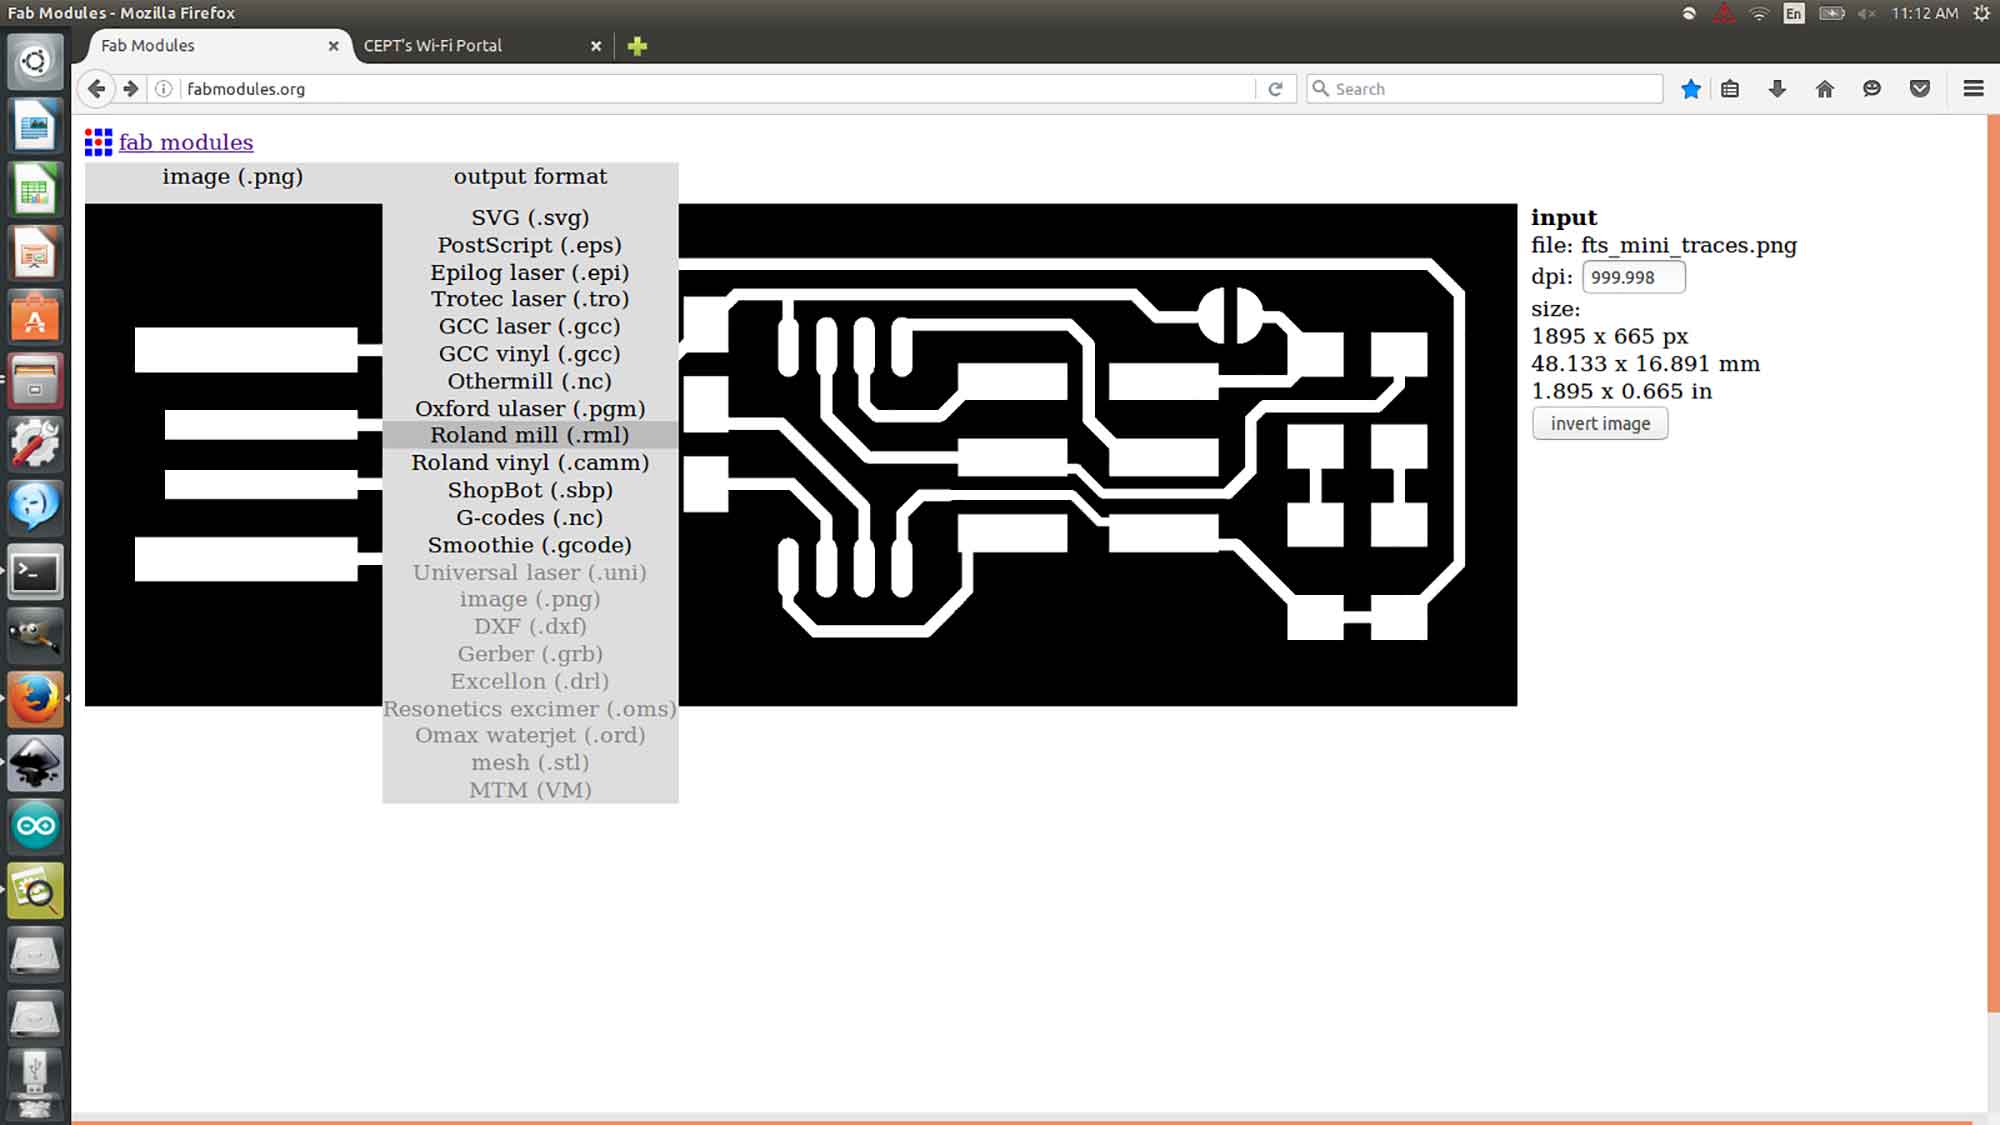 Fab Modules - Mozilla Firefox
En
11:12 AM
Fab Modules
CEPT's Wi-Fi Portal
fabmodules.org
Search
fab modules
image (.png)
output format
SVG (.svg)
PostScript (.eps)
Epilog laser (.epi)
Trotec laser (.tro)
GCC laser (.gcc)
GCC vinyl (.gcc)
Othermill (.nc)
Oxford ulaser (.pgm)
Roland mill (.rml)
Roland vinyl (.camm)
ShopBot (.sbp)
G-codes (.nc)
Smoothie (.gcode)
Universal laser (.uni)
image (.png)
DXF (.dxf)
Gerber (.grb)
Excellon (.drl)
Resonetics excimer (.oms)
Omax waterjet (.ord)
mesh (.stl)
MTM (VM)
input
file: fts_mini_traces.png
dpi: 999.998
size:
1895 x 665 px
48.133 x 16.891 mm
1.895 x 0.665 in
invert image